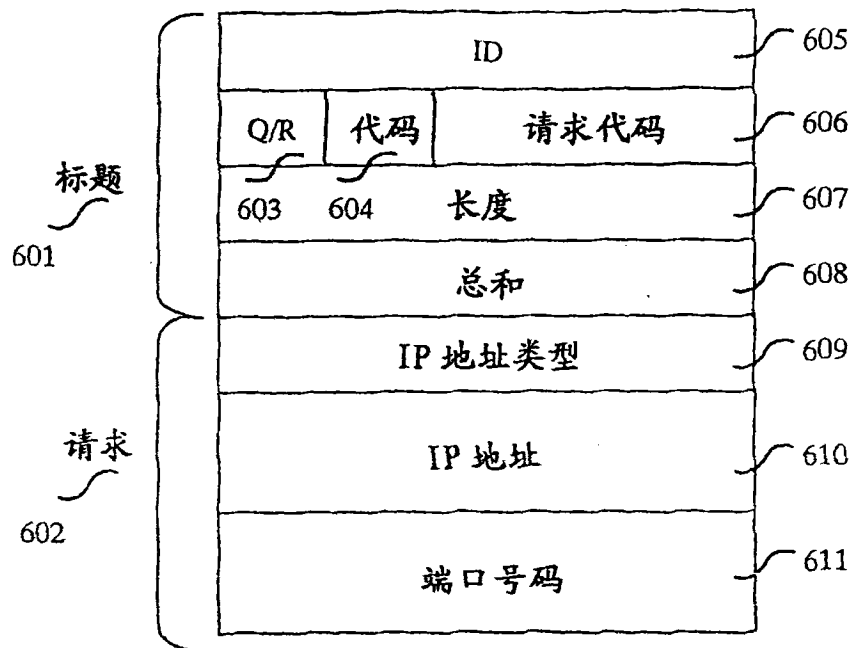 ID 605
Q/R 代码 请求代码 606
标题 603 604 长度 607
601
总和 608
IP 地址类型 609
请求 IP 地址 610
602
端口号码 611